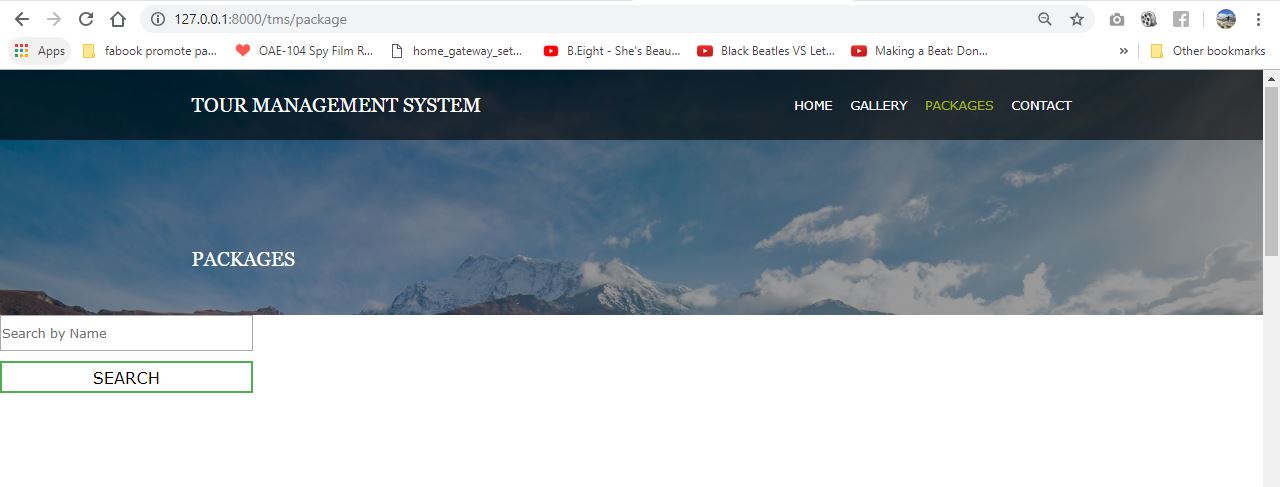 127.0.0.1:8000/tms/package
Apps fabook promote pa... OAE-104 Spy Film R... home_gateway_set... B.Eight - She's Beau... Black Beatles VS Let... Making a Beat: Don... » Other bookmarks
TOUR MANAGEMENT SYSTEM HOME GALLERY PACKAGES CONTACT
PACKAGES
Search by Name
SEARCH